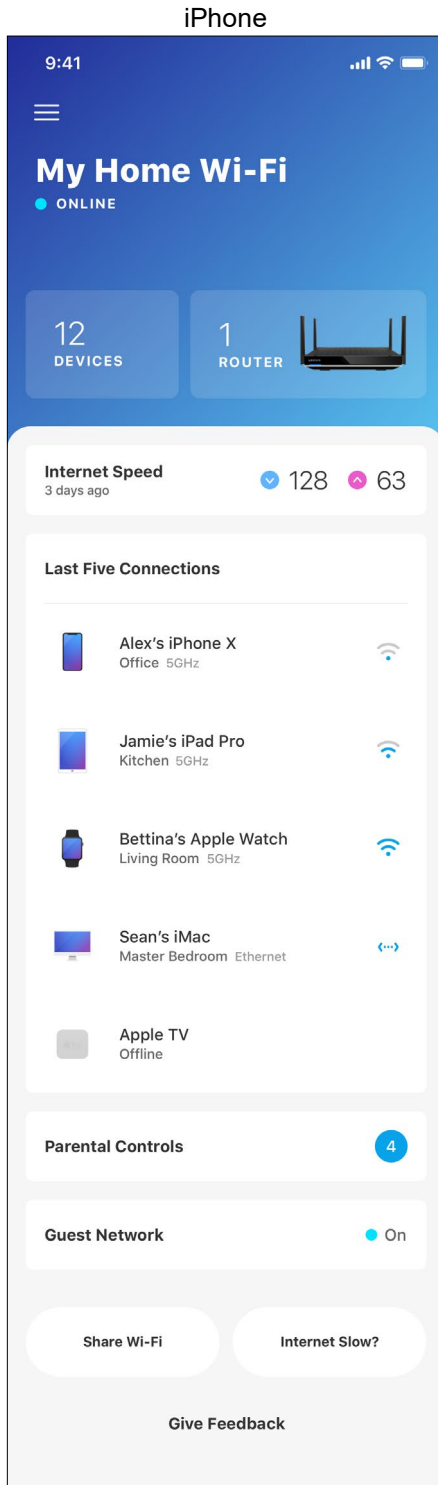 iPhone
9:41
My Home Wi-Fi
ONLINE
12
DEVICES
1
ROUTER
Internet Speed
3 days ago
128
63
Last Five Connections
Alex’s iPhone X
Office 5GHz
Jamie’s iPad Pro
Kitchen 5GHz
Bettina’s Apple Watch
Living Room 5GHz
Sean’s iMac
Master Bedroom Ethernet
Apple TV
Offline
Parental Controls
4
Guest Network
On
Share Wi-Fi
Internet Slow?
Give Feedback